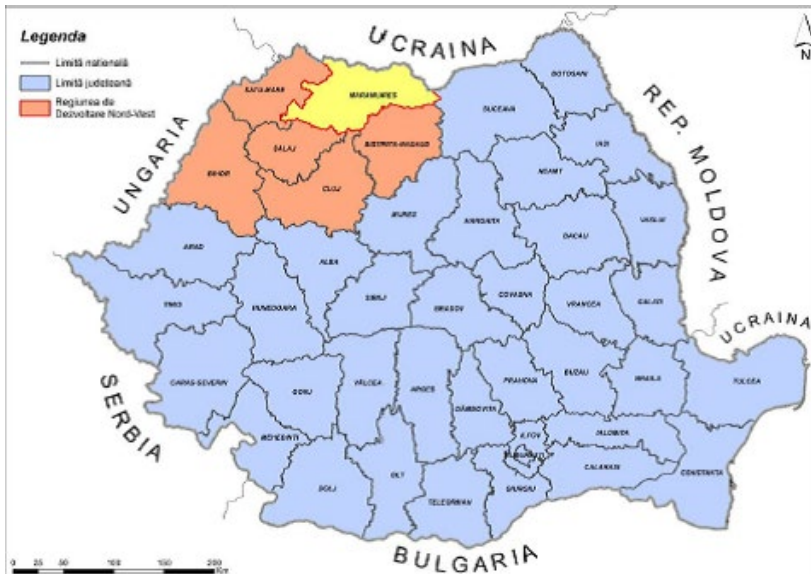 Legenda
Limită națională
Limită județeană
Regiunea de
Dezvoltare Nord-Vest
UCRAINA
N
REP. MOLDOVA
UNGARIA
SERBIA
BULGARIA
UCRAINA
SATU-MARE
MARAMURES
BOTOSANI
SUCEAVA
SALAJ
BISTRITA-NASAUD
IASI
BIHOR
CLUJ
NEAMT
MURES
HARGHITA
VASLUI
ARAD
BACAU
ALBA
TIMIS
HUNEDOARA
SIBIU
BRASOV
COVASNA
VRANCEA
GALATI
CARAS-SEVERIN
GORJ
VÂLCEA
ARGES
PRAHOVA
BUZAU
BRAILA
TULCEA
DÂMBOVITA
MEHEDINTI
ILFOV
IALOMITA
CALARASI
CONSTANTA
DOLJ
OLT
TELEORMAN
GIURGIU
0 25 50 100 150 200
Km